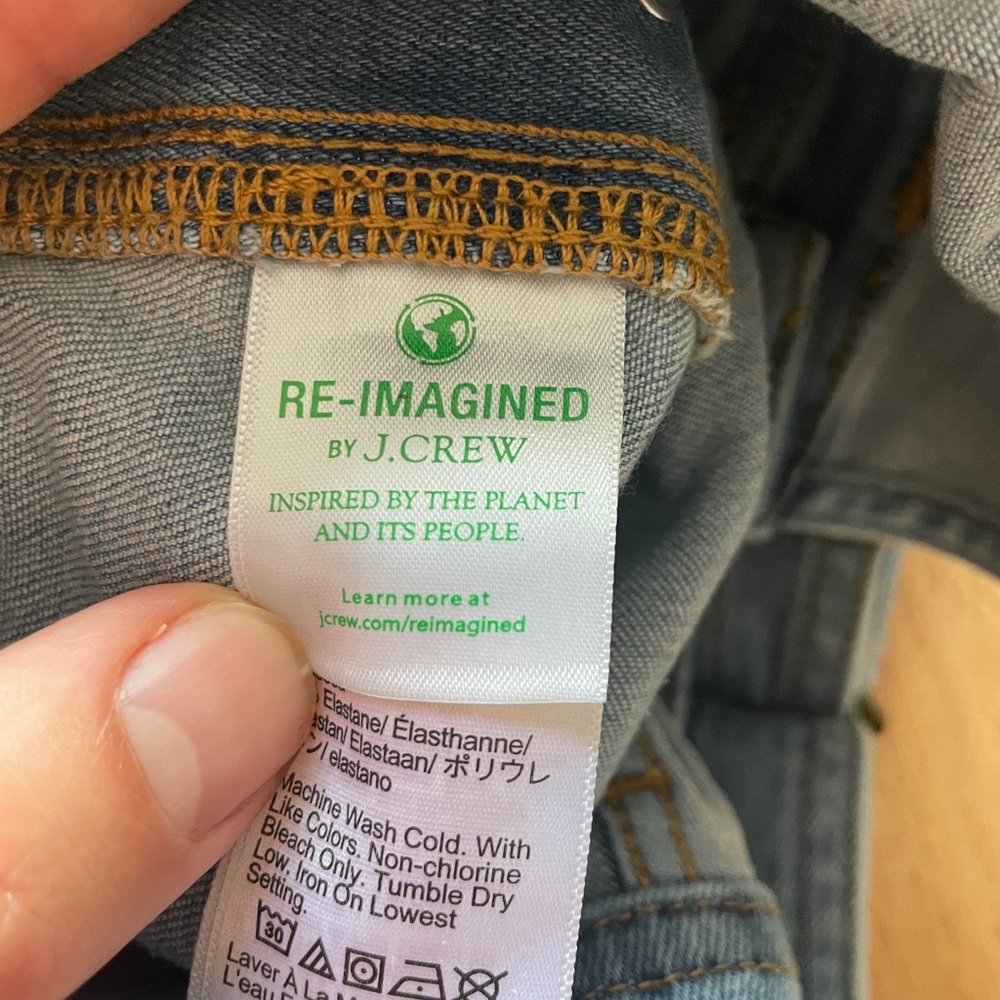 RE-IMAGINED
BY J.CREW
INSPIRED BY THE PLANET
AND ITS PEOPLE.
Learn more at
jcrew.com/reimagined
Elastane/ Élasthanne/
Elastaan/ ポリウレ
/ elastano
Machine Wash Cold. With
Like Colors. Non-chlorine
Bleach Only. Tumble Dry
Low. Iron On Lowest
Setting.
30
Laver À La
L'eau